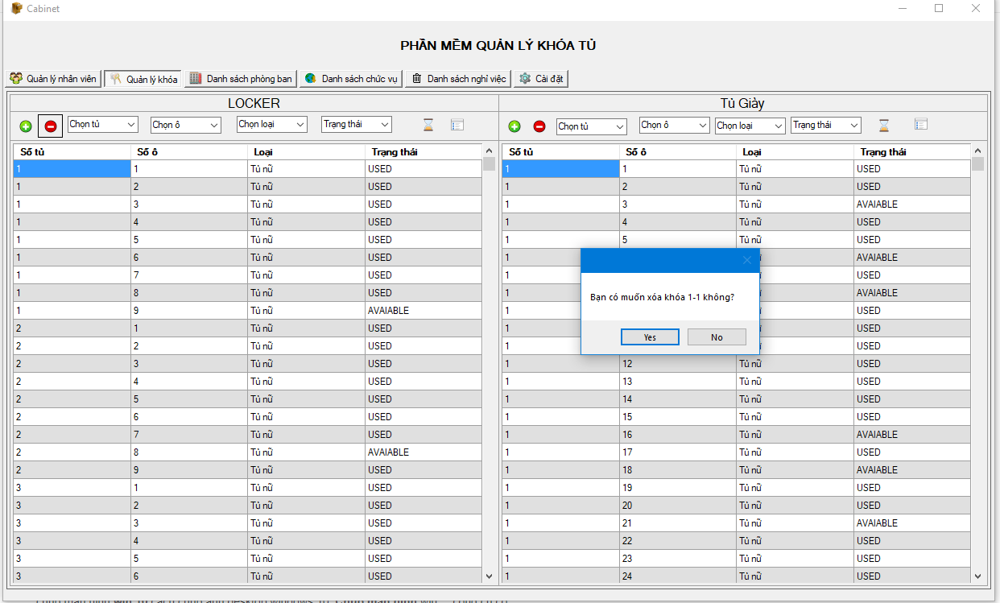 Cabinet
PHẦN MỀM QUẢN LÝ KHÓA TỦ
Quản lý nhân viên Quản lý khóa Danh sách phòng ban Danh sách chức vụ Danh sách nghỉ việc Cài đặt
LOCKER
Chọn tủ Chọn ô Chọn loại Trạng thái
Số tủ Số ô Loại Trạng thái
1 1 Tủ nữ USED
1 2 Tủ nữ USED
1 3 Tủ nữ USED
1 4 Tủ nữ USED
1 5 Tủ nữ USED
1 6 Tủ nữ USED
1 7 Tủ nữ USED
1 8 Tủ nữ USED
1 9 Tủ nữ AVAIABLE
2 1 Tủ nữ USED
2 2 Tủ nữ USED
2 3 Tủ nữ USED
2 4 Tủ nữ USED
2 5 Tủ nữ USED
2 6 Tủ nữ USED
2 7 Tủ nữ USED
2 8 Tủ nữ AVAIABLE
2 9 Tủ nữ USED
3 1 Tủ nữ USED
3 2 Tủ nữ USED
3 3 Tủ nữ USED
3 4 Tủ nữ USED
3 5 Tủ nữ USED
3 6 Tủ nữ USED
Tủ Giày
Chọn tủ Chọn ô Chọn loại Trạng thái
Số tủ Số ô Loại Trạng thái
1 1 Tủ nữ USED
1 2 Tủ nữ USED
1 3 Tủ nữ AVAIABLE
1 4 Tủ nữ USED
1 5 Tủ nữ USED
1 AVAIABLE
1 USED
1 AVAIABLE
1 USED
1 USED
1 USED
1 12 Tủ nữ USED
1 13 Tủ nữ USED
1 14 Tủ nữ USED
1 15 Tủ nữ USED
1 16 Tủ nữ AVAIABLE
1 17 Tủ nữ USED
1 18 Tủ nữ AVAIABLE
1 19 Tủ nữ USED
1 20 Tủ nữ USED
1 21 Tủ nữ AVAIABLE
1 22 Tủ nữ USED
1 23 Tủ nữ USED
1 24 Tủ nữ USED
Bạn có muốn xóa khóa 1-1 không?
Yes No